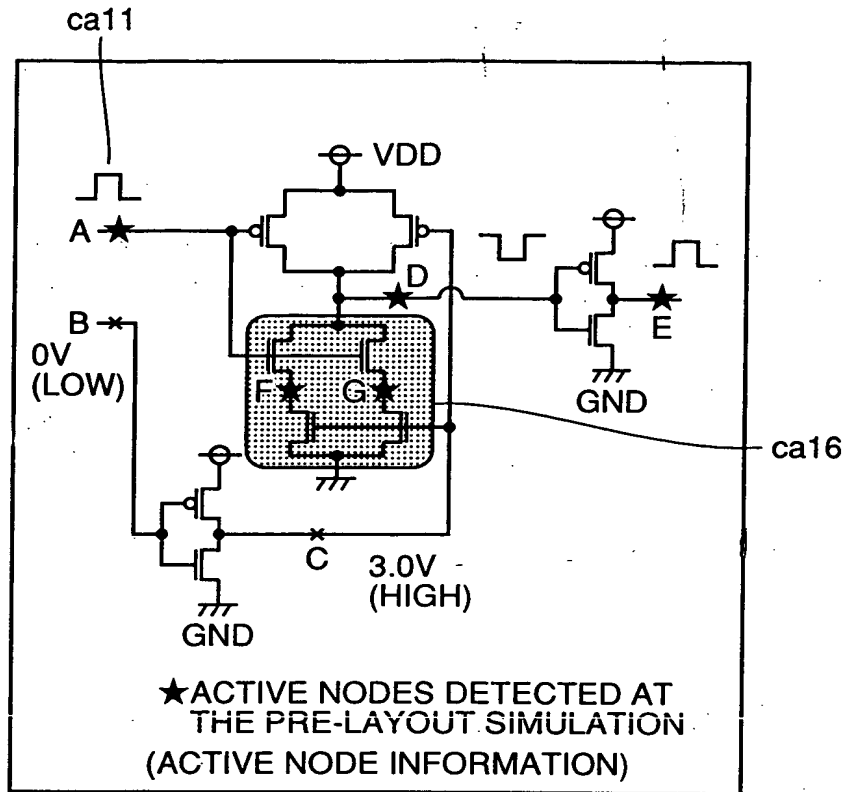 ca11
VDD
A
D
B
E
0V
(LOW)
F
G
GND
ca16
C
3.0V
(HIGH)
GND
★ACTIVE NODES DETECTED AT
THE PRE-LAYOUT SIMULATION
(ACTIVE NODE INFORMATION)